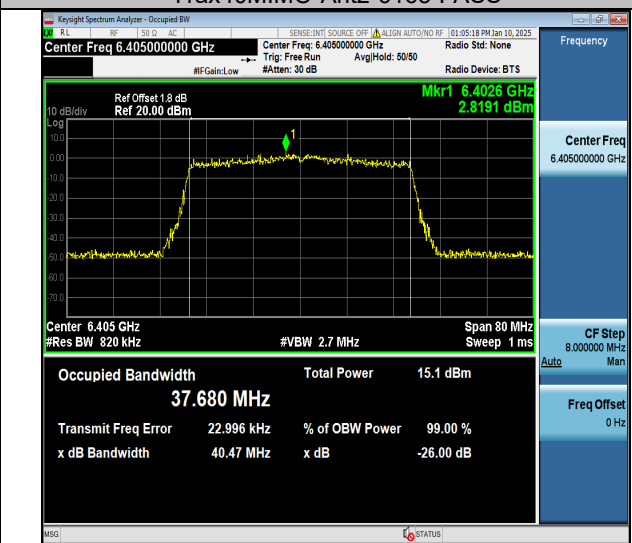 Keysight Spectrum Analyzer - Occupied BW
RL RF 50 Ω AC SENSE:INT SOURCE OFF ALIGN AUTO/NO RF 01:05:18 PM Jan 10, 2025
Center Freq 6.405000000 GHz
Center Freq: 6.405000000 GHz Radio Std: None
Trig: Free Run Avg|Hold: 50/50
#IFGain:Low #Atten: 30 dB Radio Device: BTS
Frequency
Mkr1 6.4026 GHz
2.8191 dBm
Ref Offset 1.8 dB
10 dB/div Ref 20.00 dBm
Log
10.0
0.00
-10.0
-20.0
-30.0
-40.0
-50.0
-60.0
-70.0
1
Center 6.405 GHz Span 80 MHz
#Res BW 820 kHz #VBW 2.7 MHz Sweep 1 ms
Center Freq
6.405000000 GHz
CF Step
8.000000 MHz
Auto Man
Freq Offset
0 Hz
Occupied Bandwidth Total Power 15.1 dBm
37.680 MHz
Transmit Freq Error 22.996 kHz % of OBW Power 99.00 %
x dB Bandwidth 40.47 MHz x dB -26.00 dB
MSG STATUS